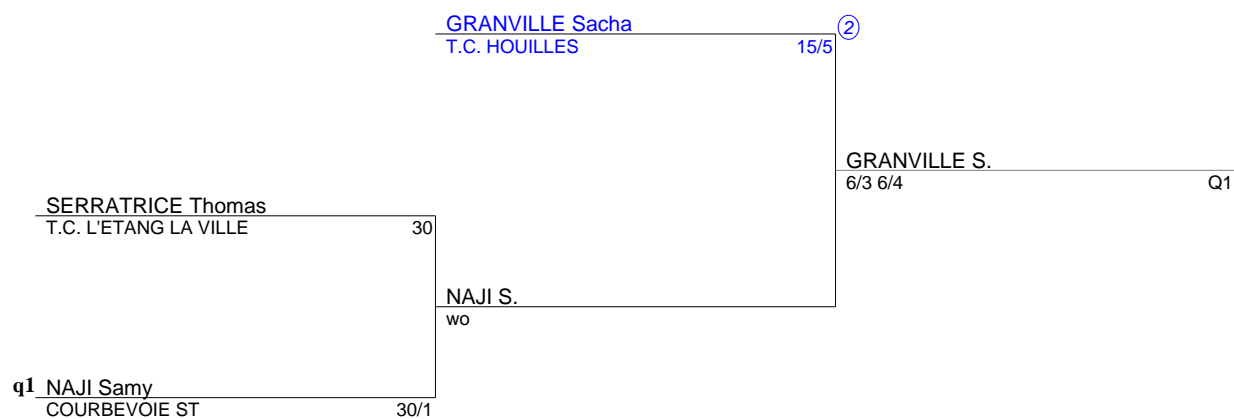 GRANVILLE Sacha 2
T.C. HOUILLES 15/5
GRANVILLE S.
6/3 6/4 Q1
SERRATRICE Thomas
T.C. L'ETANG LA VILLE 30
NAJI S.
wo
q1 NAJI Samy
COURBEVOIE ST 30/1